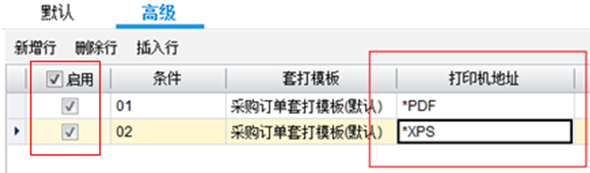 默认 高级
新增行 删除行 插入行
启用 条件 套打模板 打印机地址
01 采购订单套打模板(默认) *PDF
02 采购订单套打模板(默认) *XPS